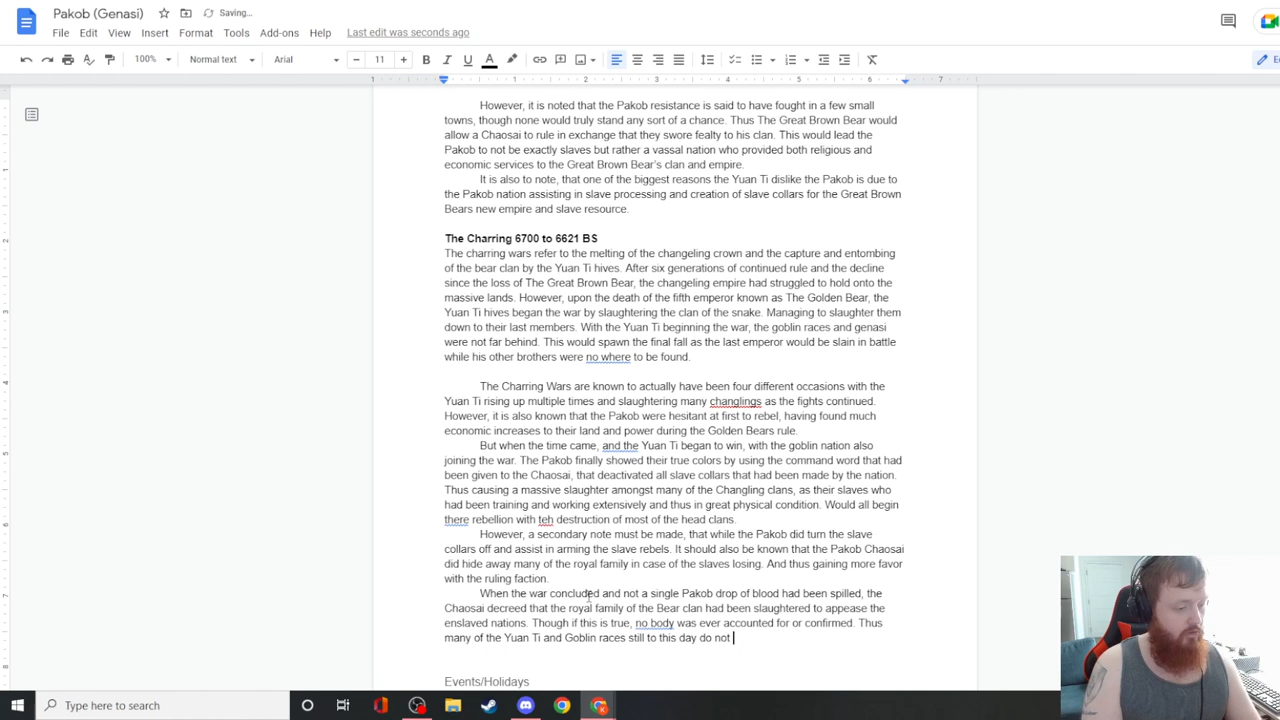 Pakob (Genasi)
Saving...
File Edit View Insert Format Tools Add-ons Help Last edit was seconds ago
100% Normal text Arial 11 B I U A
1 1 2 3 4 5 6 7
However, it is noted that the Pakob resistance is said to have fought in a few small
towns, though none would truly stand any sort of a chance. Thus The Great Brown Bear would
allow a Chaosai to rule in exchange that they swore fealty to his clan. This would lead the
Pakob to not be exactly slaves but rather a vassal nation who provided both religious and
economic services to the Great Brown Bear's clan and empire.
It is also to note, that one of the biggest reasons the Yuan Ti dislike the Pakob is due to
the Pakob nation assisting in slave processing and creation of slave collars for the Great Brown
Bears new empire and slave resource.
The Charring 6700 to 6621 BS
The charring wars refer to the melting of the changeling crown and the capture and entombing
of the bear clan by the Yuan Ti hives. After six generations of continued rule and the decline
since the loss of The Great Brown Bear, the changeling empire had struggled to hold onto the
massive lands. However, upon the death of the fifth emperor known as The Golden Bear, the
Yuan Ti hives began the war by slaughtering the clan of the snake. Managing to slaughter them
down to their last members. With the Yuan Ti beginning the war, the goblin races and genasi
were not far behind. This would spawn the final fall as the last emperor would be slain in battle
while his other brothers were no where to be found.
The Charring Wars are known to actually have been four different occasions with the
Yuan Ti rising up multiple times and slaughtering many changlings as the fights continued.
However, it is also known that the Pakob were hesitant at first to rebel, having found much
economic increases to their land and power during the Golden Bears rule.
But when the time came, and the Yuan Ti began to win, with the goblin nation also
joining the war. The Pakob finally showed their true colors by using the command word that had
been given to the Chaosai, that deactivated all slave collars that had been made by the nation.
Thus causing a massive slaughter amongst many of the Changling clans, as their slaves who
had been training and working extensively and thus in great physical condition. Would all begin
there rebellion with teh destruction of most of the head clans.
However, a secondary note must be made, that while the Pakob did turn the slave
collars off and assist in arming the slave rebels. It should also be known that the Pakob Chaosai
did hide away many of the royal family in case of the slaves losing. And thus gaining more favor
with the ruling faction.
When the war concluded and not a single Pakob drop of blood had been spilled, the
Chaosai decreed that the royal family of the Bear clan had been slaughtered to appease the
enslaved nations. Though if this is true, no body was ever accounted for or confirmed. Thus
many of the Yuan Ti and Goblin races still to this day do not
Events/Holidays
Type here to search